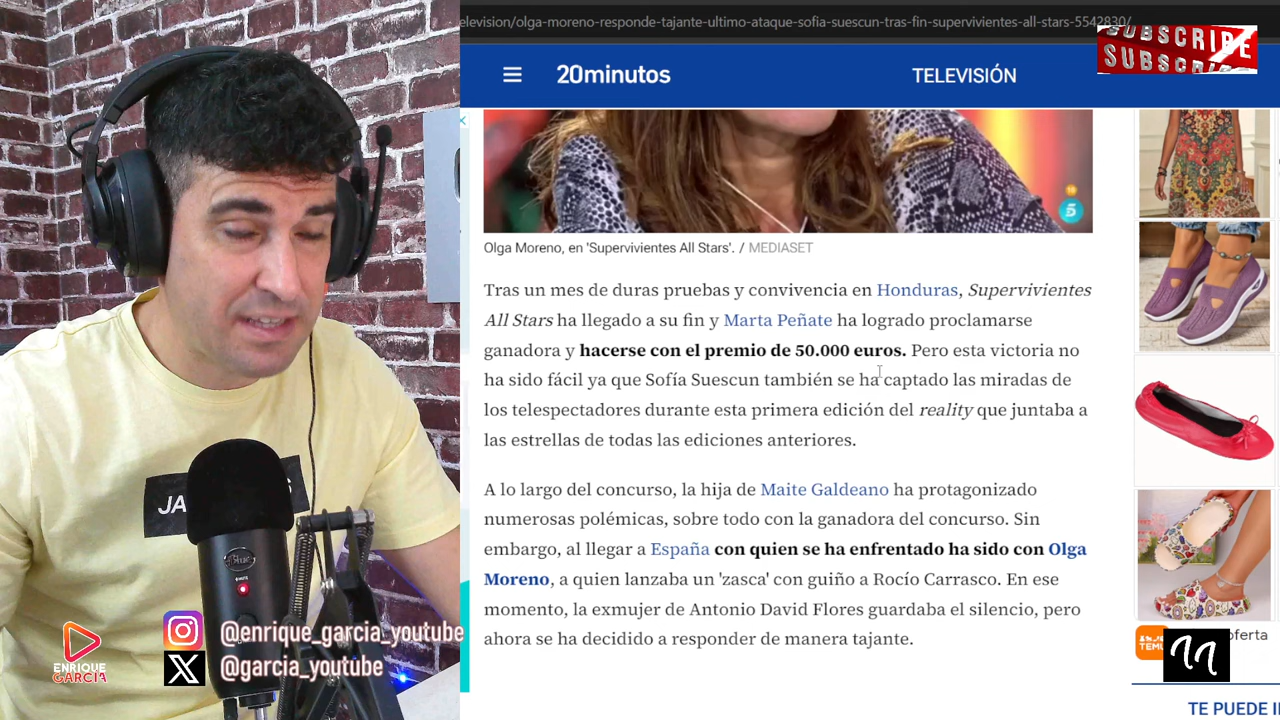 elevision/olga-moreno-responde-tajante-ultimo-ataque-sofia-suescun-tras-fin-supervivientes-all-stars-5542830/
SUBSCRIBE
SUBSCRIBE
20minutos
TELEVISIÓN
5
Olga Moreno, en 'Supervivientes All Stars'. / MEDIASET
Tras un mes de duras pruebas y convivencia en Honduras, Supervivientes
All Stars ha llegado a su fin y Marta Peñate ha logrado proclamarse
ganadora y hacerse con el premio de 50.000 euros. Pero esta victoria no
ha sido fácil ya que Sofía Suescun también se ha captado las miradas de
los telespectadores durante esta primera edición del reality que juntaba a
las estrellas de todas las ediciones anteriores.
A lo largo del concurso, la hija de Maite Galdeano ha protagonizado
numerosas polémicas, sobre todo con la ganadora del concurso. Sin
embargo, al llegar a España con quien se ha enfrentado ha sido con Olga
Moreno, a quien lanzaba un 'zasca' con guiño a Rocío Carrasco. En ese
momento, la exmujer de Antonio David Flores guardaba el silencio, pero
ahora se ha decidido a responder de manera tajante.
JA
S
blue
ENRIQUE
GARCIA
@enrique_garcia_youtube
@garcia_youtube
TEMU
oferta
TE PUEDE I